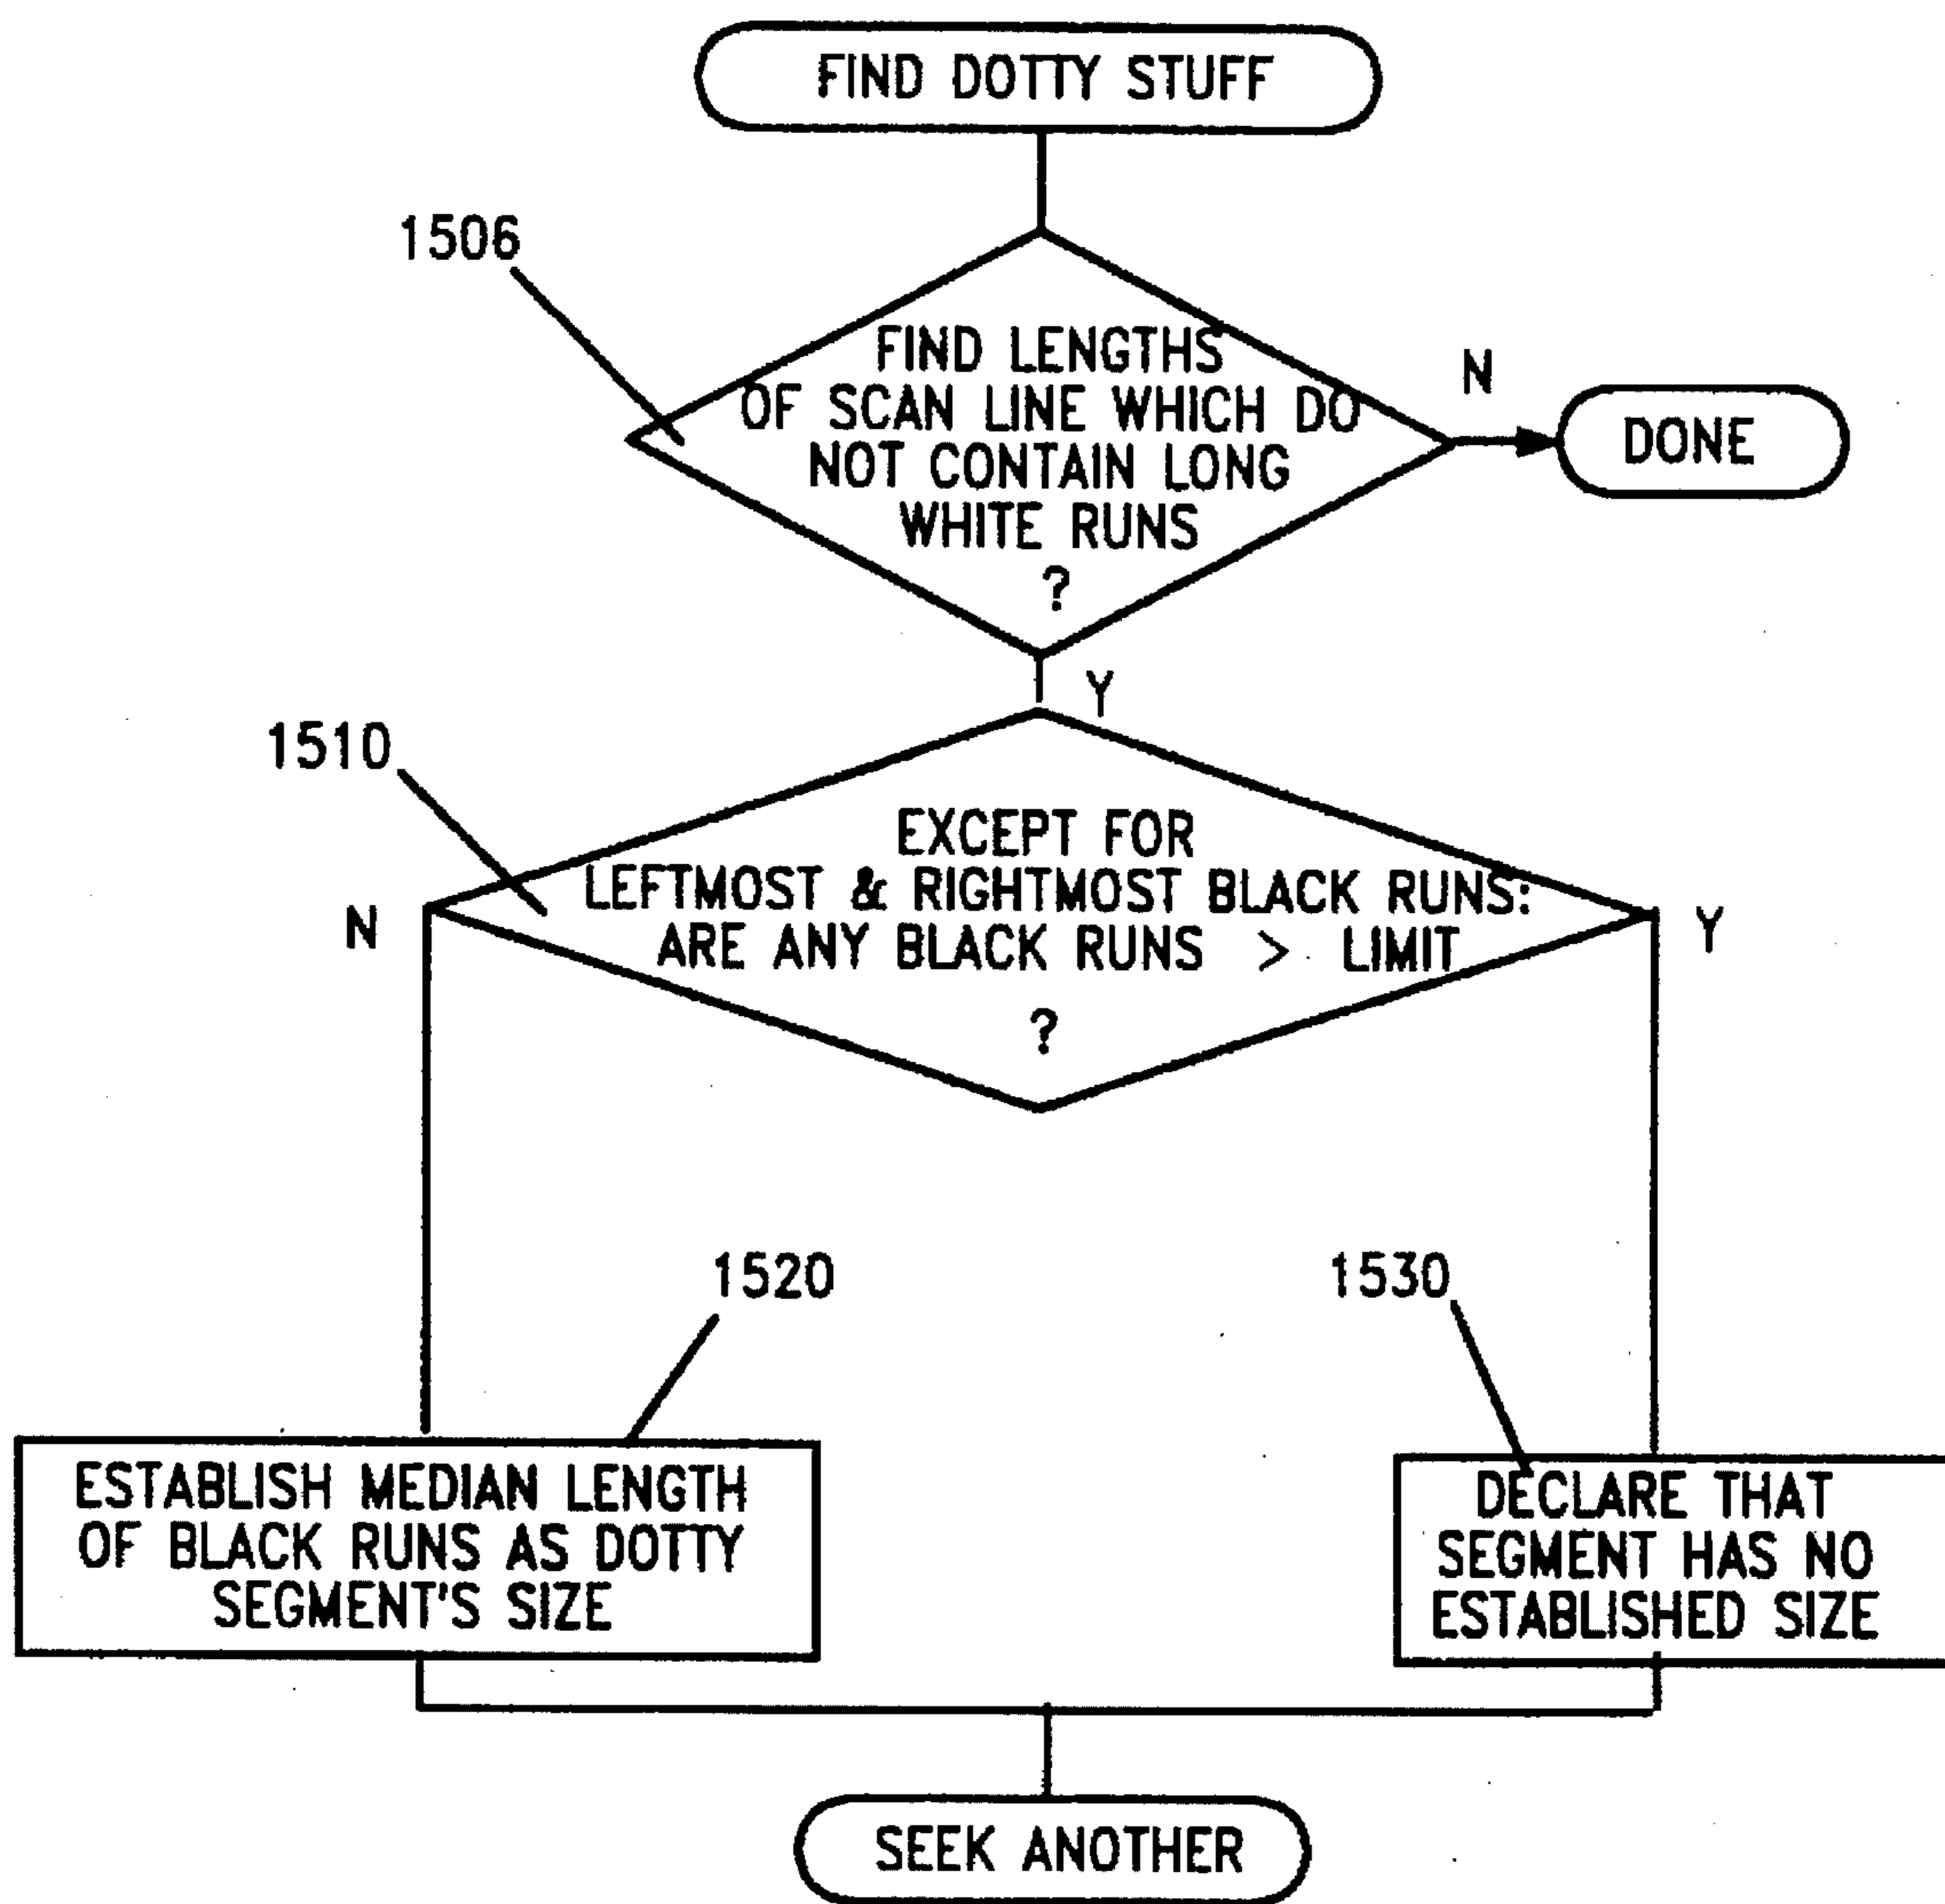 FIND DOTTY STUFF
1506
FIND LENGTHS
OF SCAN LINE WHICH DO
NOT CONTAIN LONG
WHITE RUNS
?
N
DONE
Y
1510
EXCEPT FOR
LEFTMOST & RIGHTMOST BLACK RUNS:
ARE ANY BLACK RUNS > LIMIT
?
N
Y
1520
1530
ESTABLISH MEDIAN LENGTH
OF BLACK RUNS AS DOTTY
SEGMENT'S SIZE
DECLARE THAT
SEGMENT HAS NO
ESTABLISHED SIZE
SEEK ANOTHER